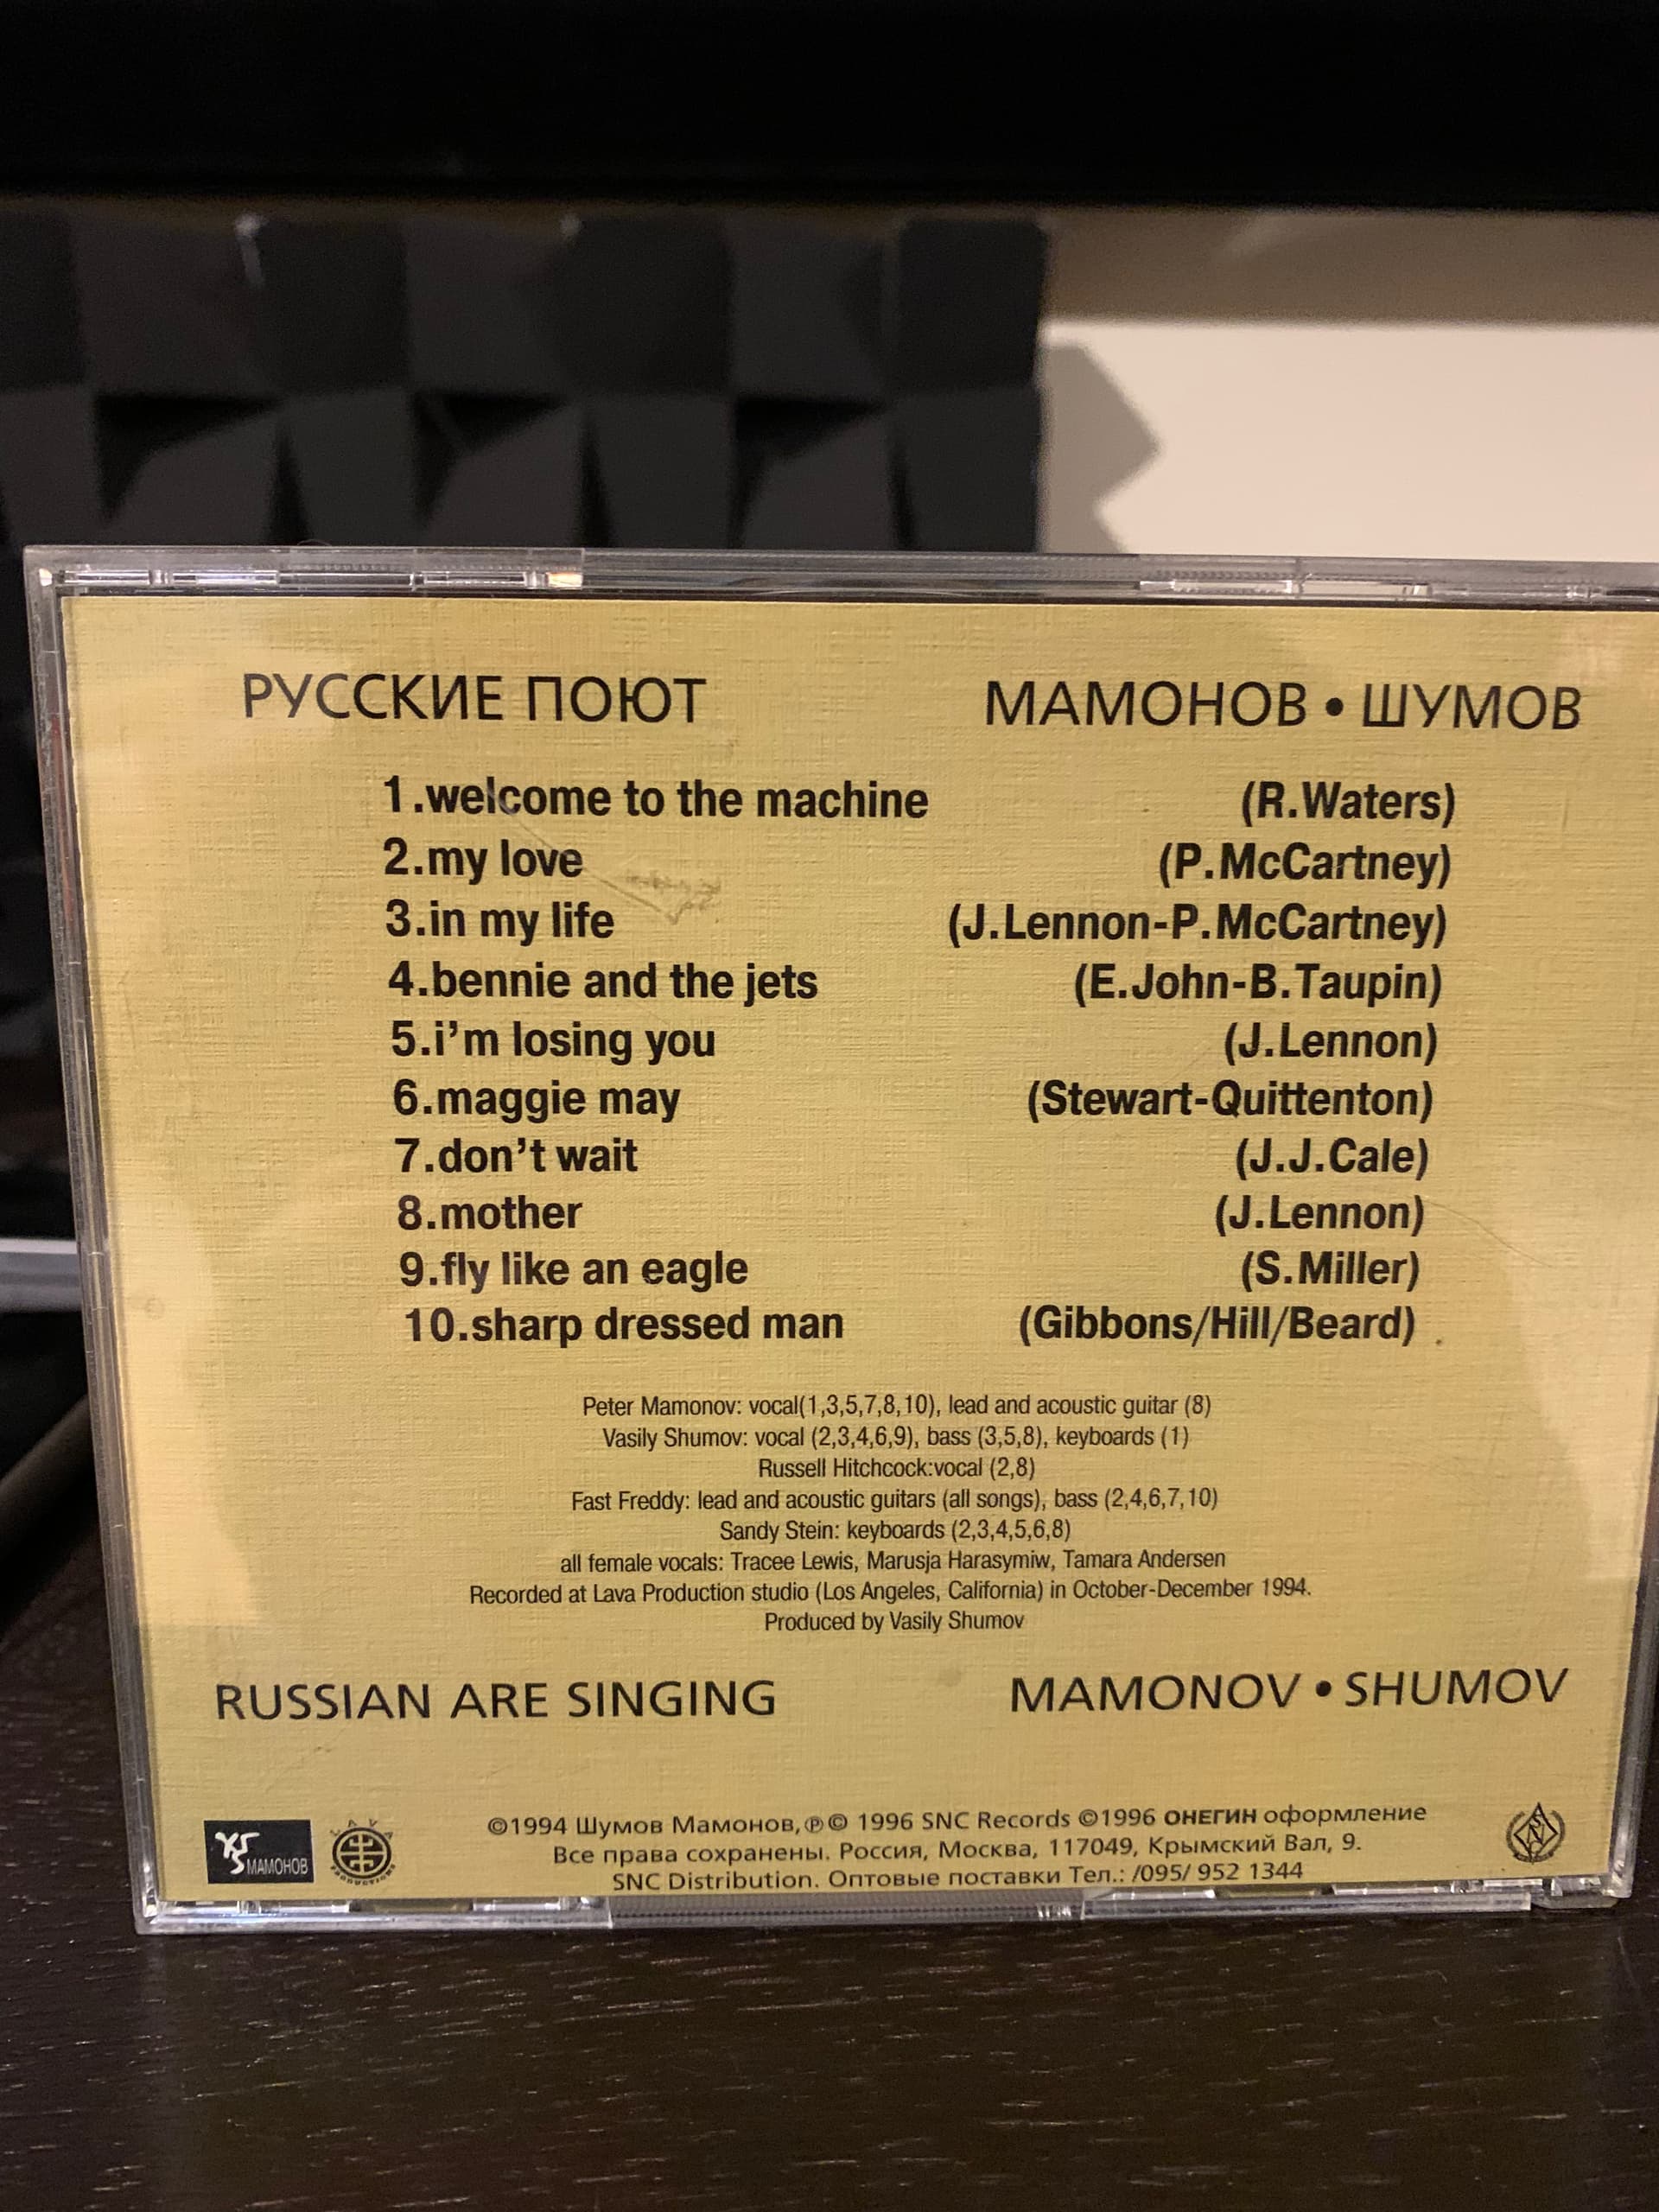 РУССКИЕ ПОЮТ МАМОНОВ • ШУМОВ
1.welcome to the machine (R.Waters)
2.my love (P.McCartney)
3.in my life (J.Lennon-P.McCartney)
4.bennie and the jets (E.John-B.Taupin)
5.i’m losing you (J.Lennon)
6.maggie may (Stewart-Quittenton)
7.don’t wait (J.J.Cale)
8.mother (J.Lennon)
9.fly like an eagle (S.Miller)
10.sharp dressed man (Gibbons/Hill/Beard)
Peter Mamonov: vocal(1,3,5,7,8,10), lead and acoustic guitar (8)
Vasily Shumov: vocal (2,3,4,6,9), bass (3,5,8), keyboards (1)
Russell Hitchcock:vocal (2,8)
Fast Freddy: lead and acoustic guitars (all songs), bass (2,4,6,7,10)
Sandy Stein: keyboards (2,3,4,5,6,8)
all female vocals: Tracee Lewis, Marusja Harasymiw, Tamara Andersen
Recorded at Lava Production studio (Los Angeles, California) in October-December 1994.
Produced by Vasily Shumov
RUSSIAN ARE SINGING MAMONOV • SHUMOV
МАМОНОВ
LAVA PRODUCTIONS
©1994 Шумов Мамонов,℗© 1996 SNC Records ©1996 ОНЕГИН оформление
Все права сохранены. Россия, Москва, 117049, Крымский Вал, 9.
SNC Distribution. Оптовые поставки Тел.: /095/ 952 1344